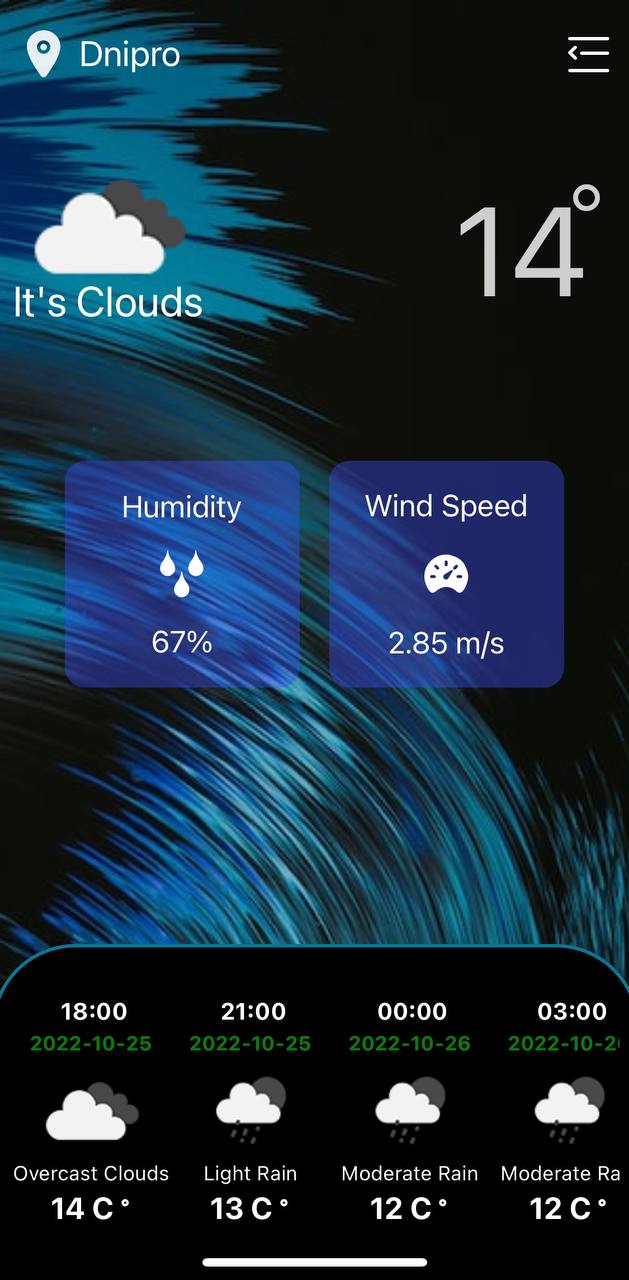 Dnipro
14°
It's Clouds
Humidity
Wind Speed
67%
2.85 m/s
18:00
21:00
00:00
03:00
2022-10-25
2022-10-25
2022-10-26
2022-10-2
Overcast Clouds
Light Rain
Moderate Rain
Moderate Ra
14 C °
13 C °
12 C °
12 C °